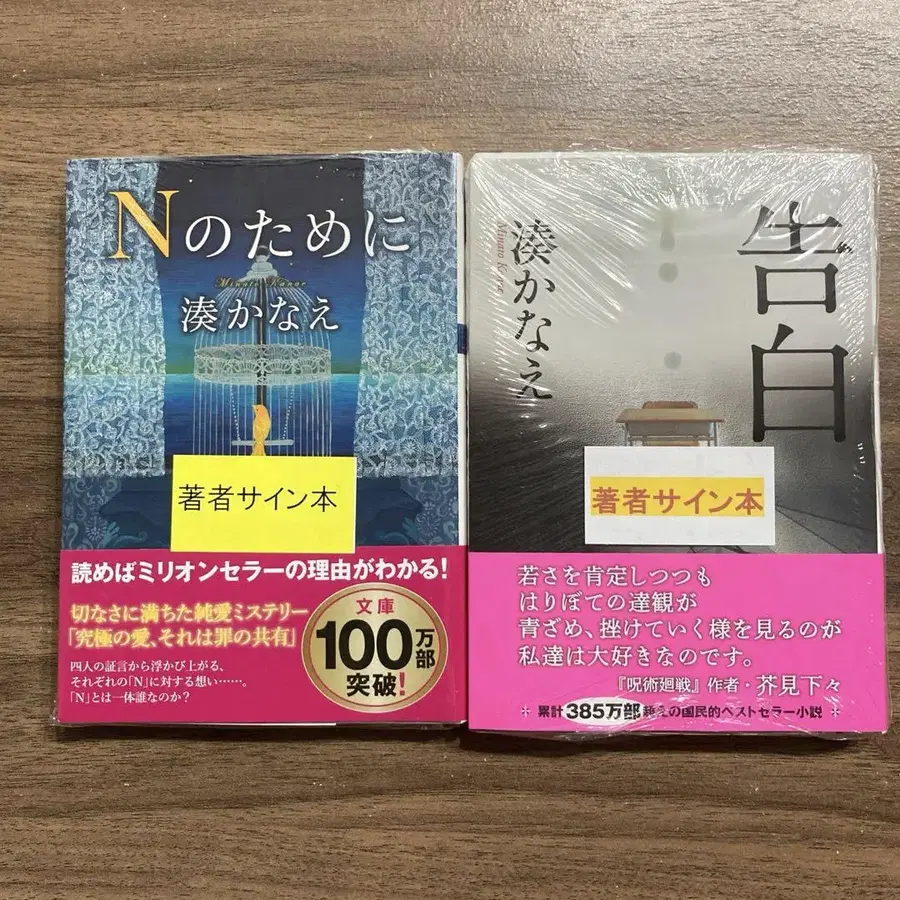 Nのために
Minato Kanae
湊かなえ
著者サイン本
読めばミリオンセラーの理由がわかる!
切なさに満ちた純愛ミステリー
「究極の愛、それは罪の共有」
四人の証言から浮かび上がる、
それぞれの「N」に対する想い……。
「N」とは一体誰なのか?
文庫
100万部
突破!
告白
湊かなえ
Minato Kanae
著者サイン本
若さを肯定しつつも
はりぼての達観が
青ざめ、挫けていく様を見るのが
私達は大好きなのです。
『呪術廻戦』作者・芥見下々
累計385万部超えの国民的ベストセラー小説